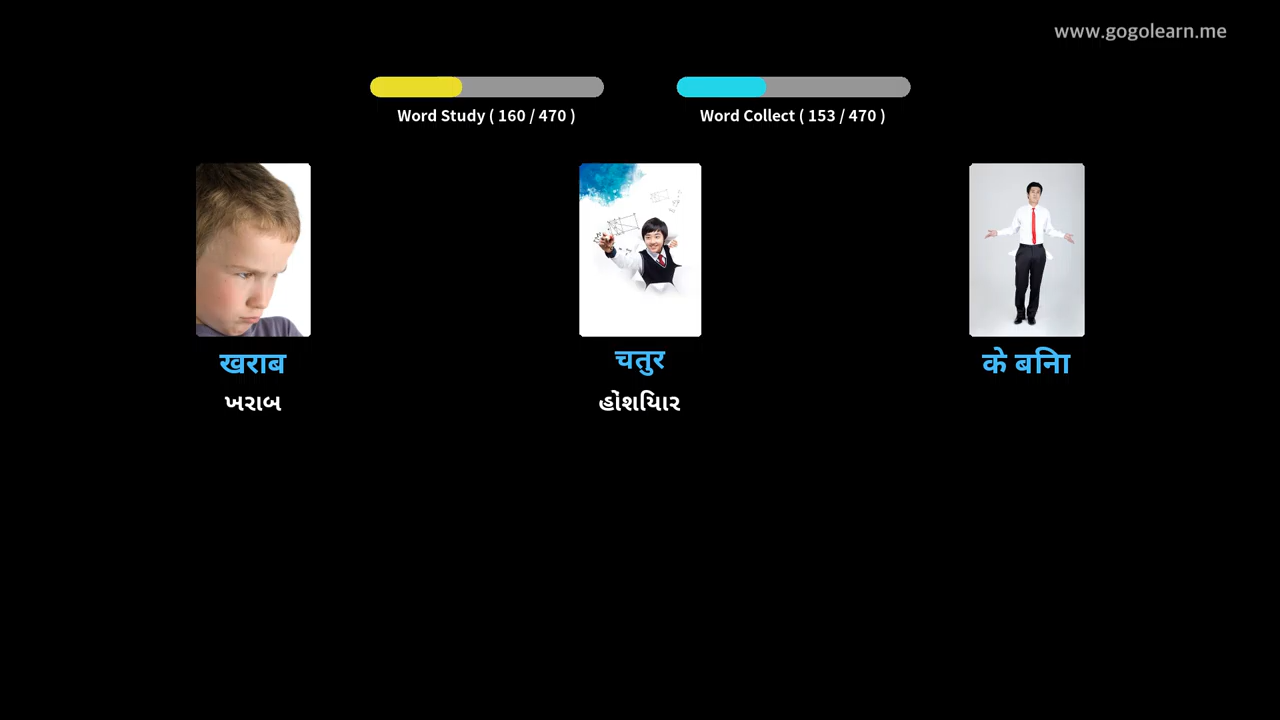 www.gogolearn.me
Word Study ( 160 / 470 )
Word Collect ( 153 / 470 )
खराब
चतुर
के बिना
ખરાબ
હોંશિયાર